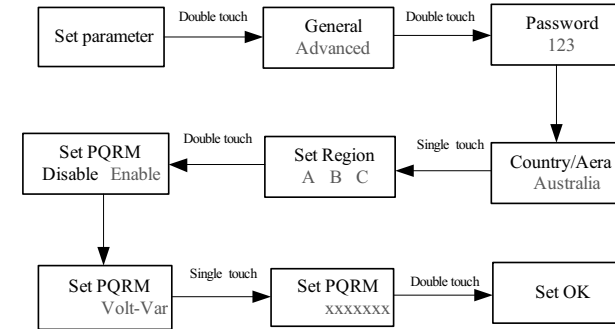 Double touch
Double touch
Set parameter
General
Advanced
Password
123
Double touch
Single touch
Set PQRM
Disable Enable
Set Region
A B C
Country/Aera
Australia
Single touch
Double touch
Set PQRM
Volt-Var
Set PQRM
xxxxxxx
Set OK